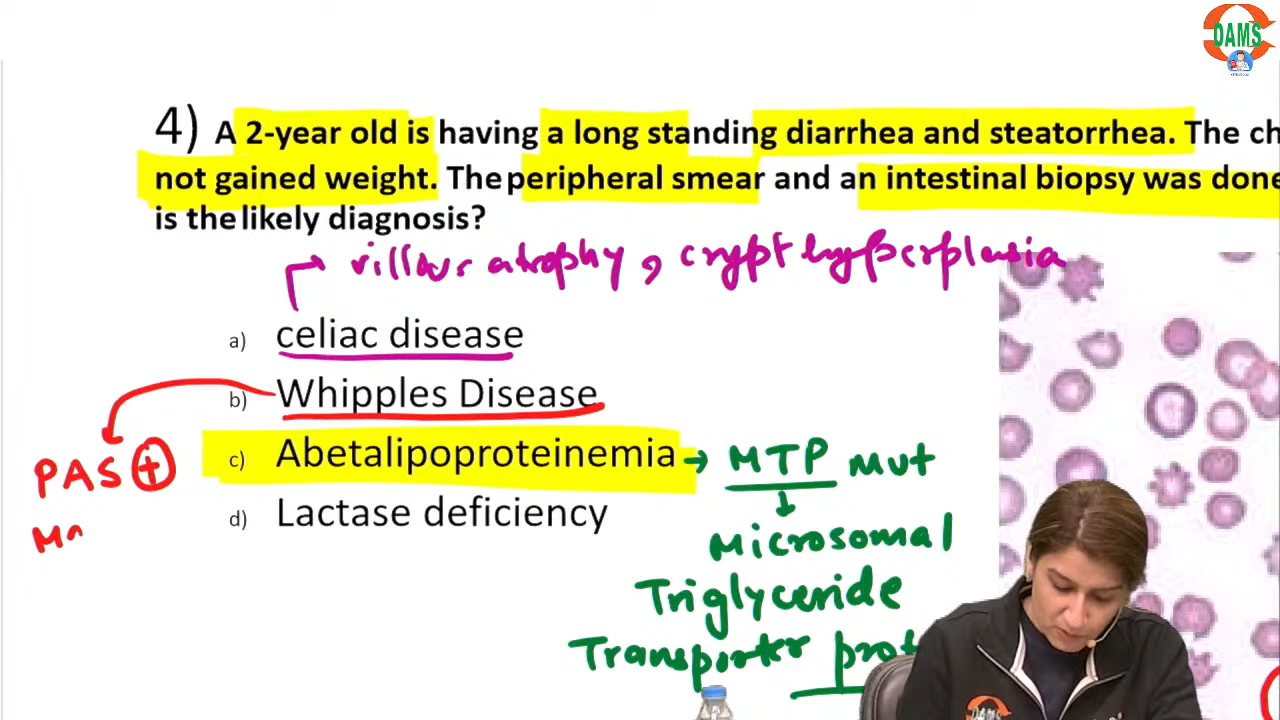 DAMS
4) A 2-year old is having a long standing diarrhea and steatorrhea. The ch
not gained weight. The peripheral smear and an intestinal biopsy was done
is the likely diagnosis?
villous atrophy, crypt hyperplasia
a) celiac disease
b) Whipples Disease
c) Abetalipoproteinemia → MTP Mut
PAS +
d) Lactase deficiency
Ma
Microsomal
Triglyceride
Transporter prot
DAMS